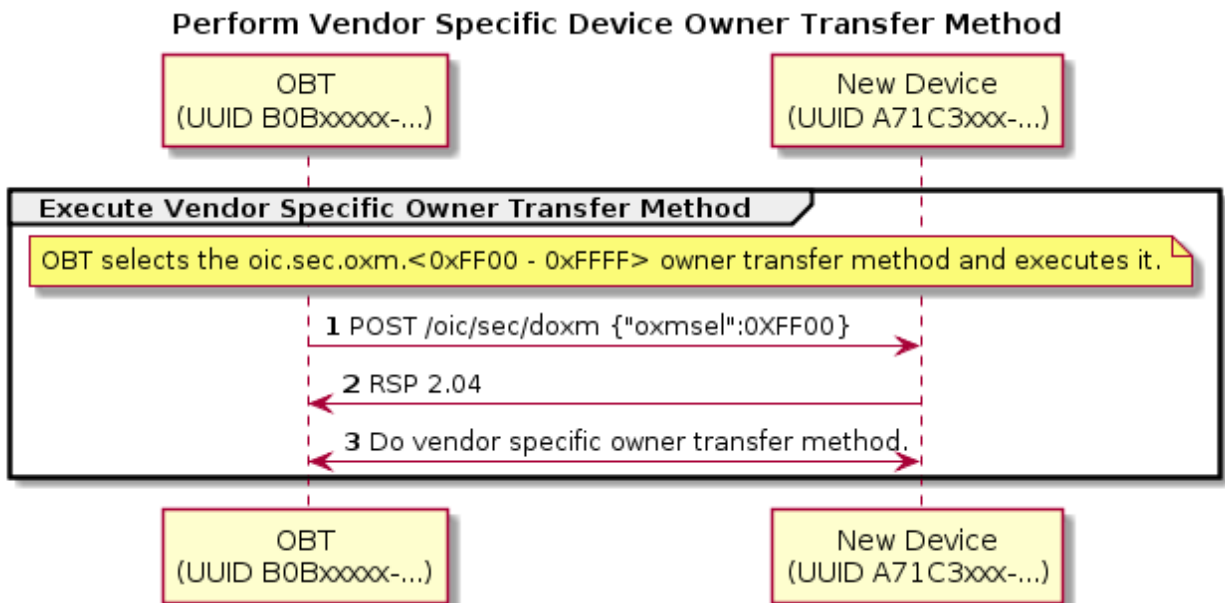 Perform Vendor Specific Device Owner Transfer Method
OBT
(UUID B0Bxxxxx-...)
New Device
(UUID A71C3xxx-...)
Execute Vendor Specific Owner Transfer Method
OBT selects the oic.sec.oxm.<0xFF00 - 0xFFFF> owner transfer method and executes it.
1 POST /oic/sec/doxm {"oxmsel":0XFF00}
2 RSP 2.04
3 Do vendor specific owner transfer method.
OBT
(UUID B0Bxxxxx-...)
New Device
(UUID A71C3xxx-...)